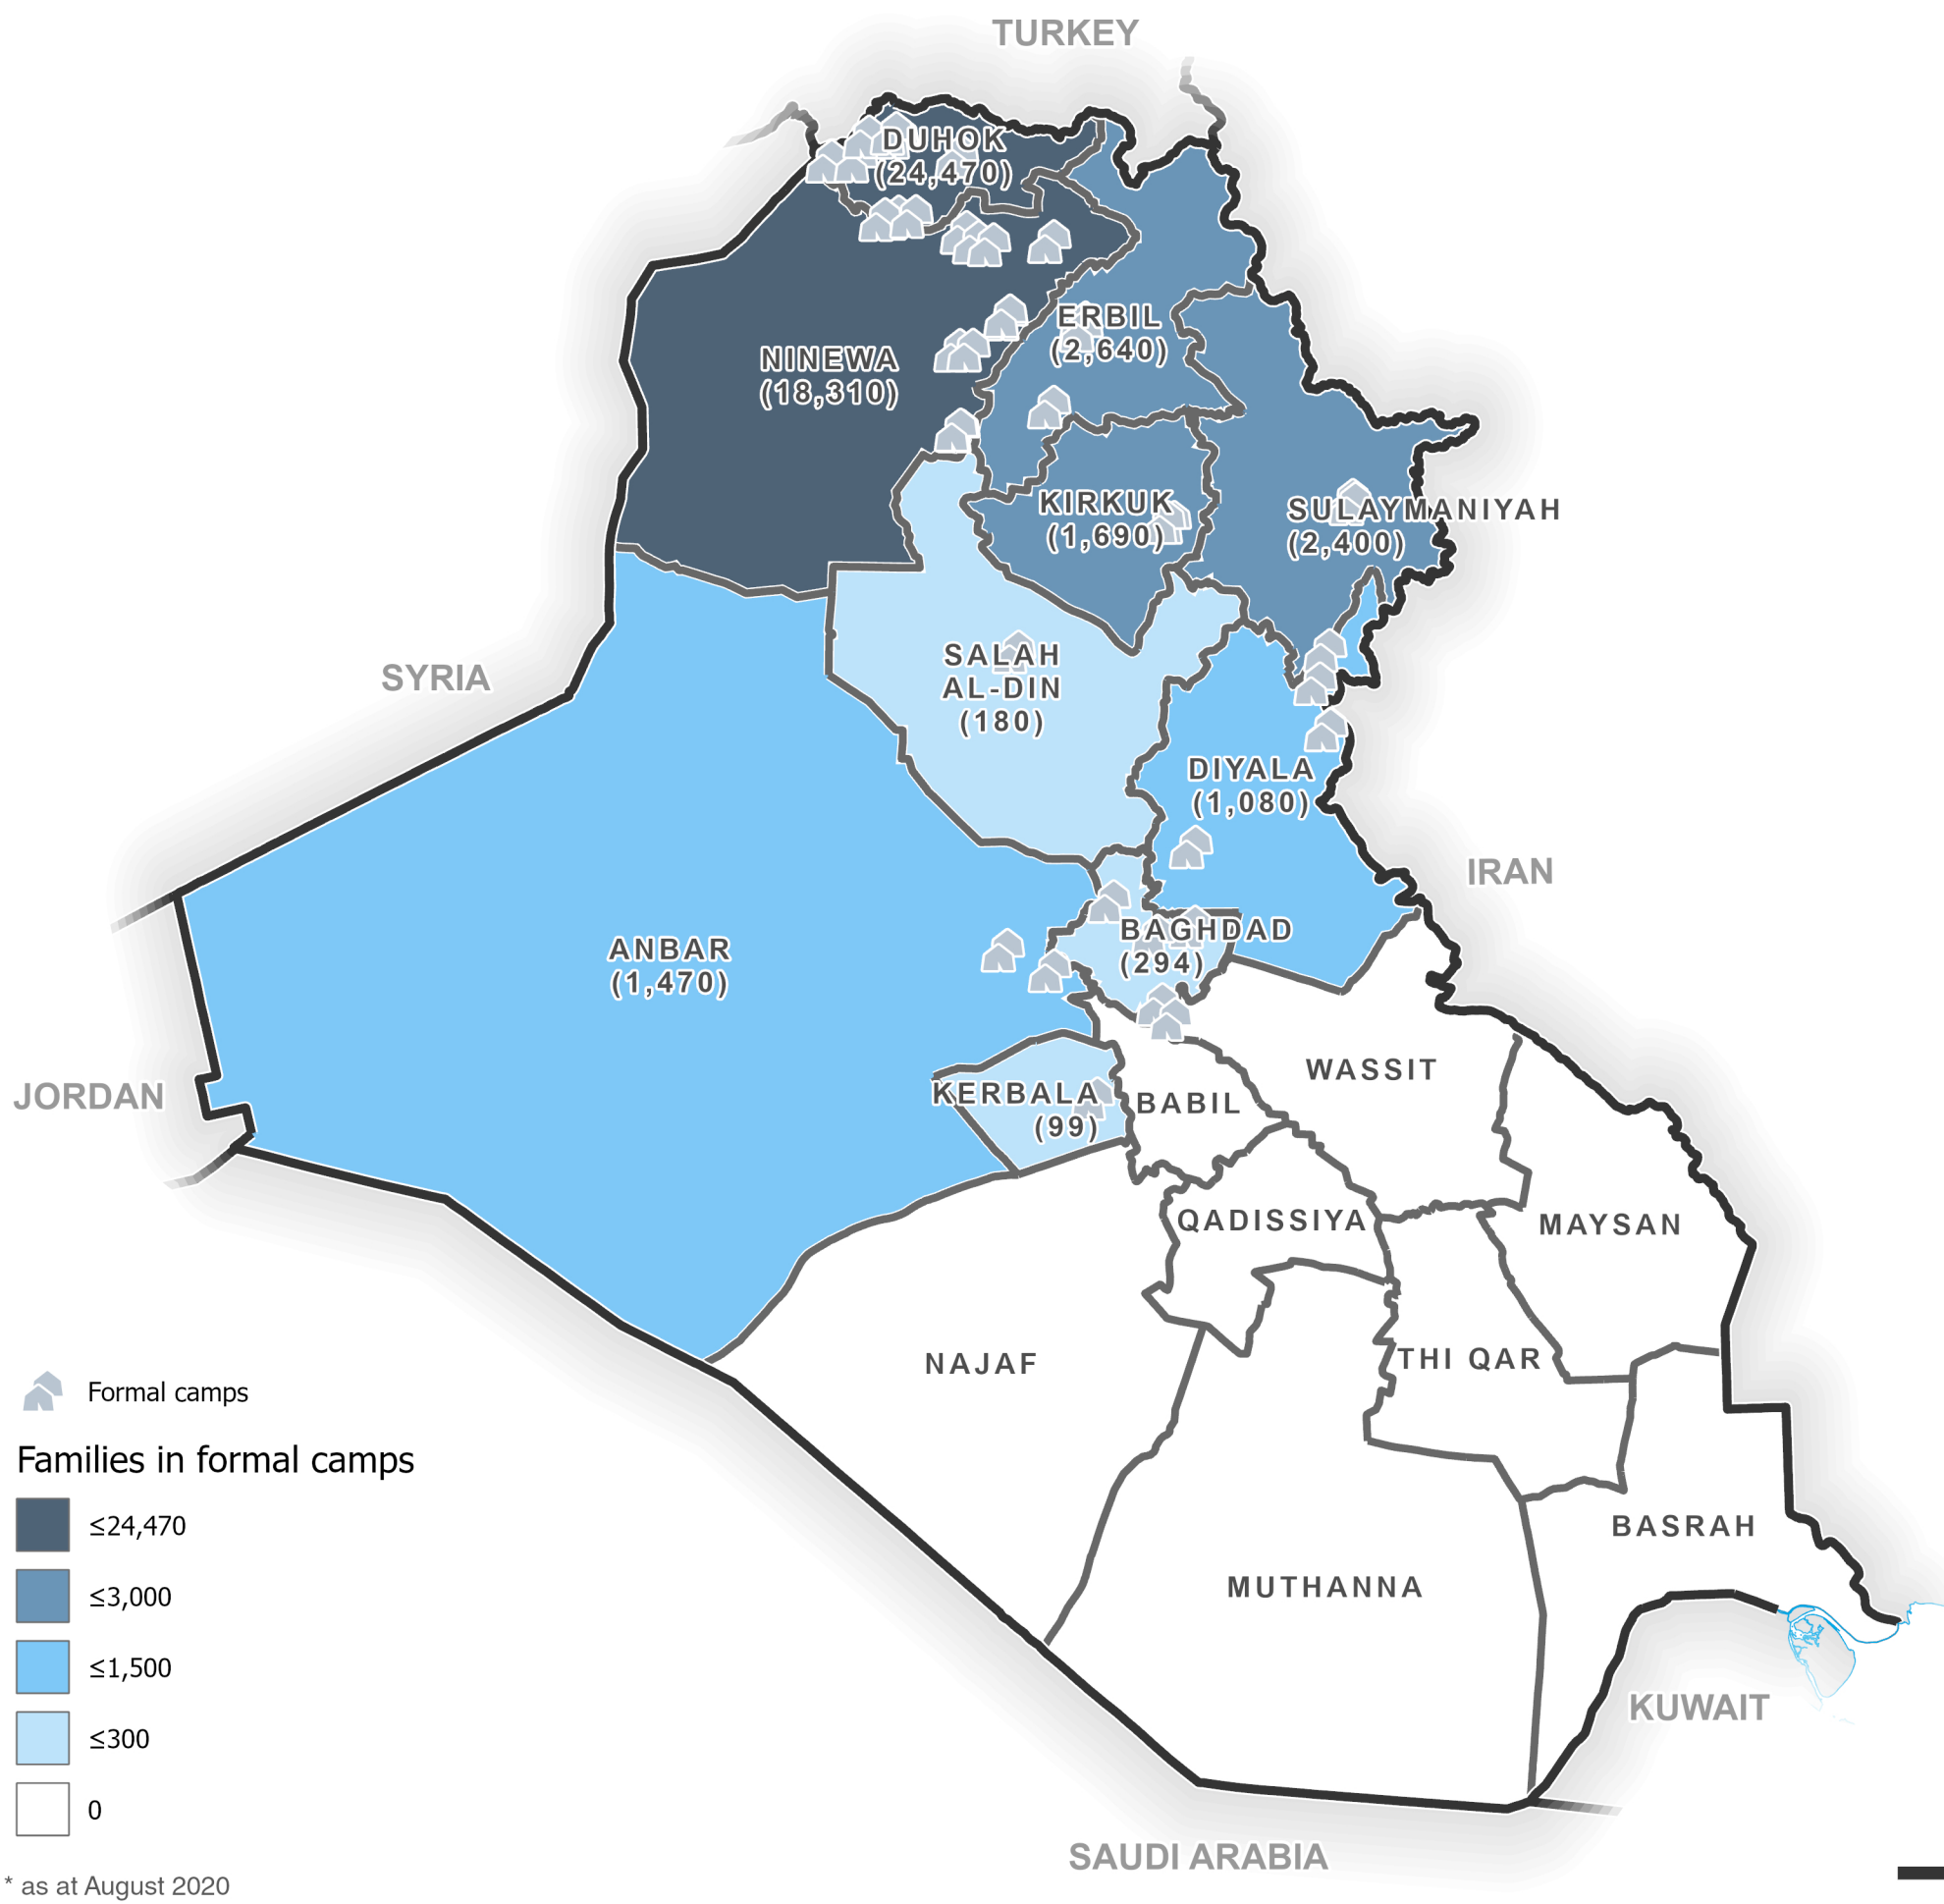 TURKEY
DUHOK
(24,470)
ERBIL
(2,640)
NINEWA
(18,310)
KIRKUK
(1,690)
SULAYMANIYAH
(2,400)
SYRIA
SALAH
AL-DIN
(180)
DIYALA
(1,080)
IRAN
ANBAR
(1,470)
BAGHDAD
(294)
WASSIT
JORDAN
KERBALA
(99)
BABIL
QADISSIYA
MAYSAN
NAJAF
THI QAR
BASRAH
MUTHANNA
KUWAIT
SAUDI ARABIA
Formal camps
Families in formal camps
≤24,470
≤3,000
≤1,500
≤300
0
* as at August 2020